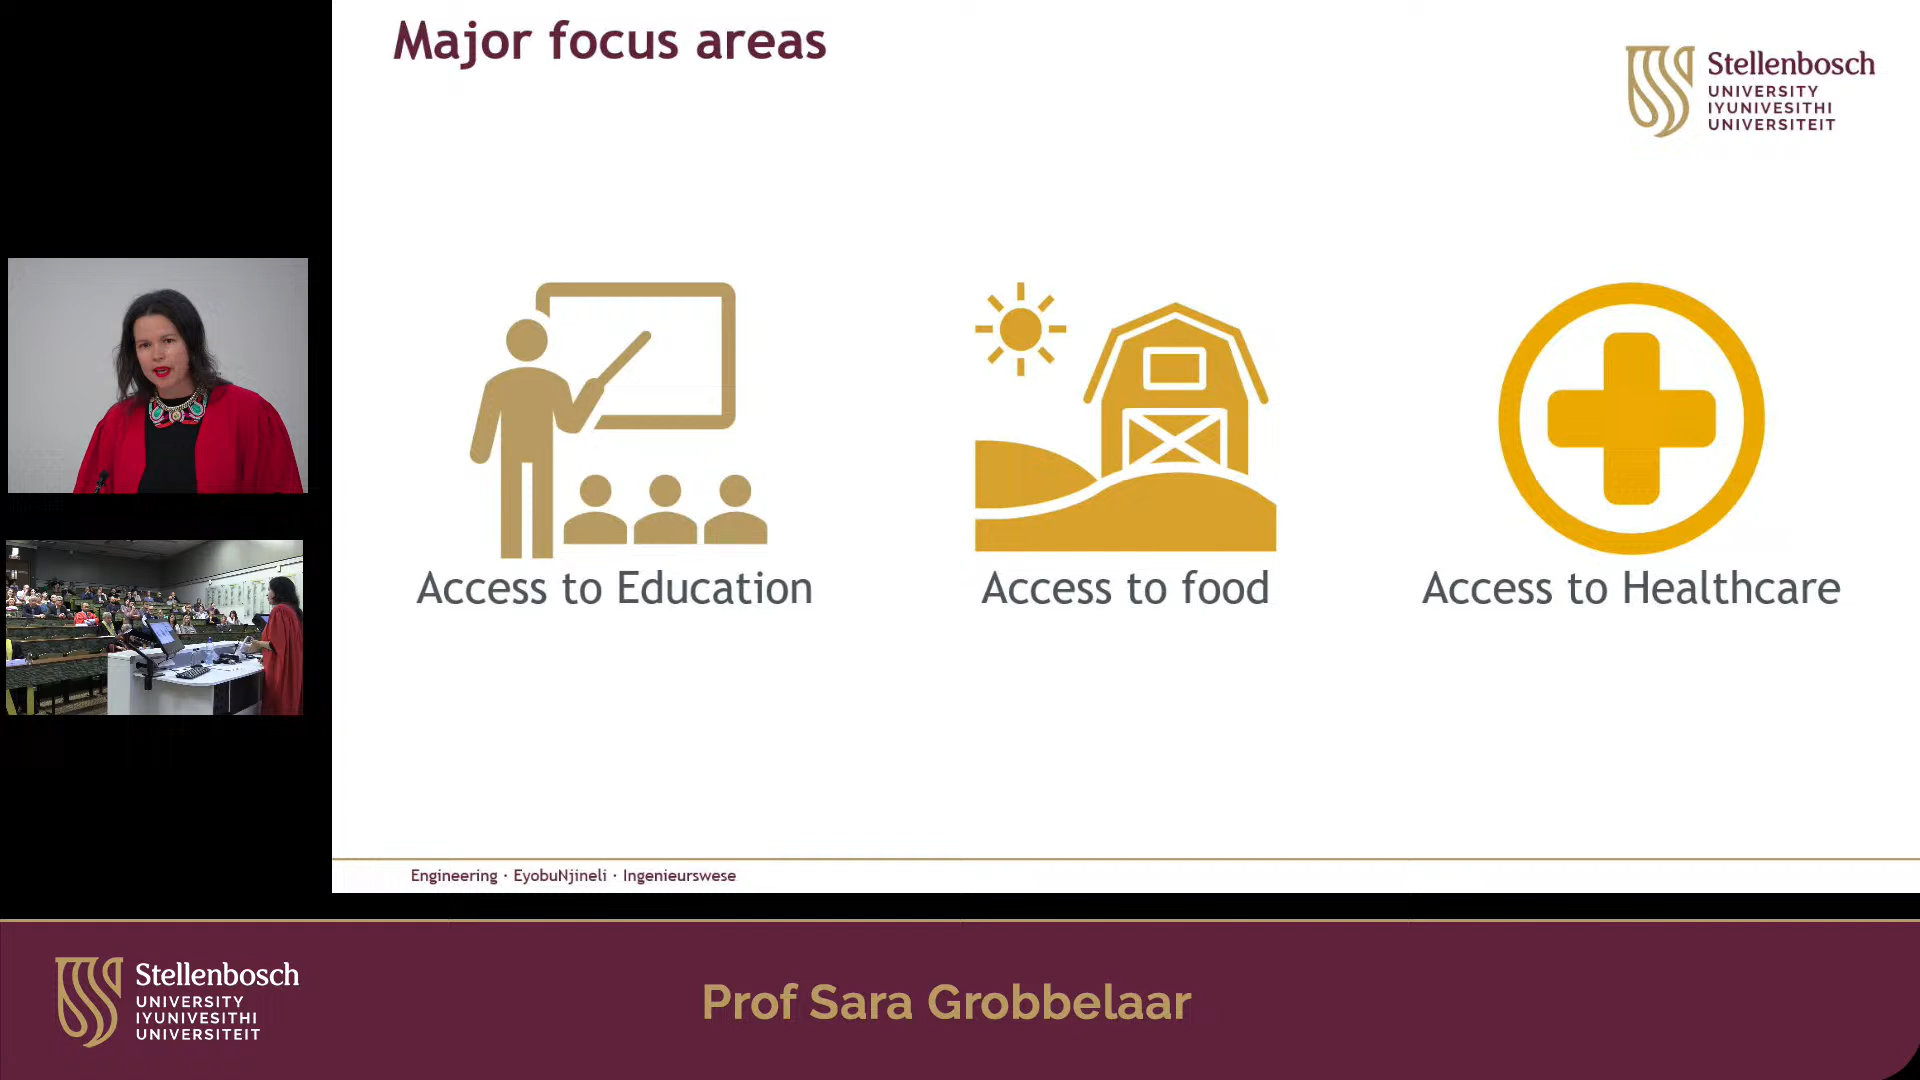 Major focus areas
Stellenbosch
UNIVERSITY
IYUNIVESITHI
UNIVERSITEIT
Access to Education
Access to food
Access to Healthcare
Engineering · EyobuNjineli · Ingenieurswese
Stellenbosch
UNIVERSITY
IYUNIVESITHI
UNIVERSITEIT
Prof Sara Grobbelaar